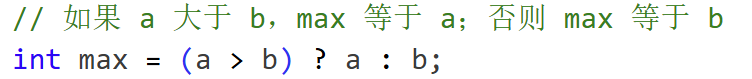 // 如果 a 大于 b，max 等于 a；否则 max 等于 b
int max = (a > b) ? a : b;